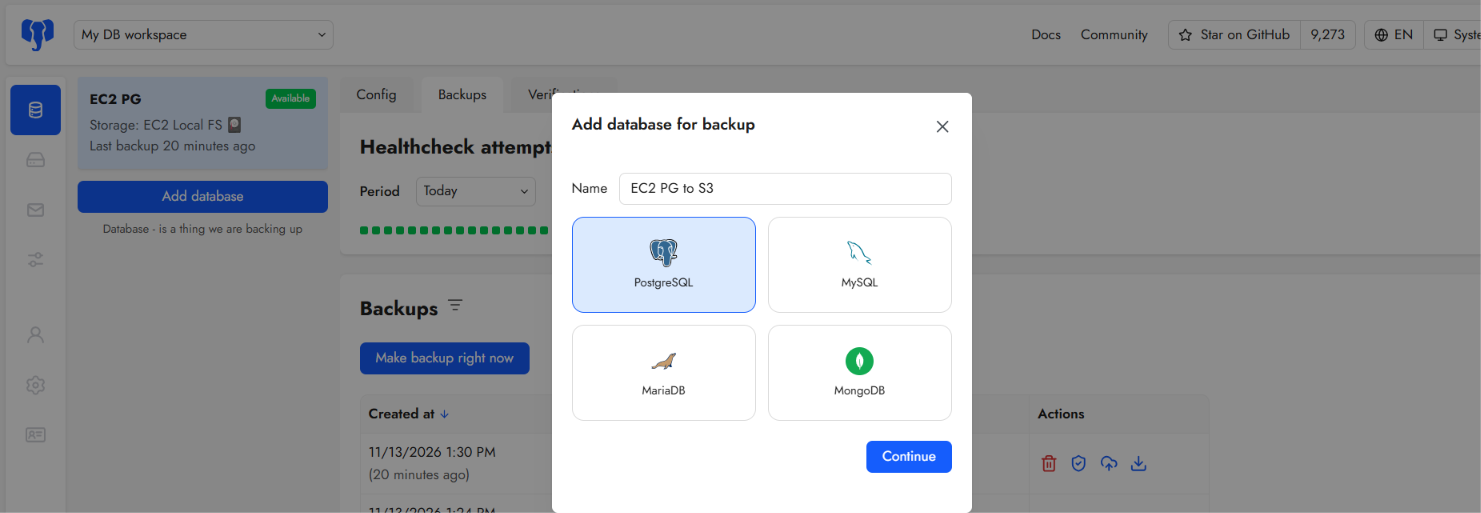 My DB workspace
Docs
Community
Star on GitHub
9,273
EN
EC2 PG
Available
Storage: EC2 Local FS
Last backup 20 minutes ago
Add database
Database - is a thing we are backing up
Config
Backups
Healthcheck
Period
Today
Add database for backup
Name
EC2 PG to S3
PostgreSQL
MySQL
MariaDB
MongoDB
Continue
Backups
Make backup right now
Created at
Actions
11/13/2026 1:30 PM
(20 minutes ago)